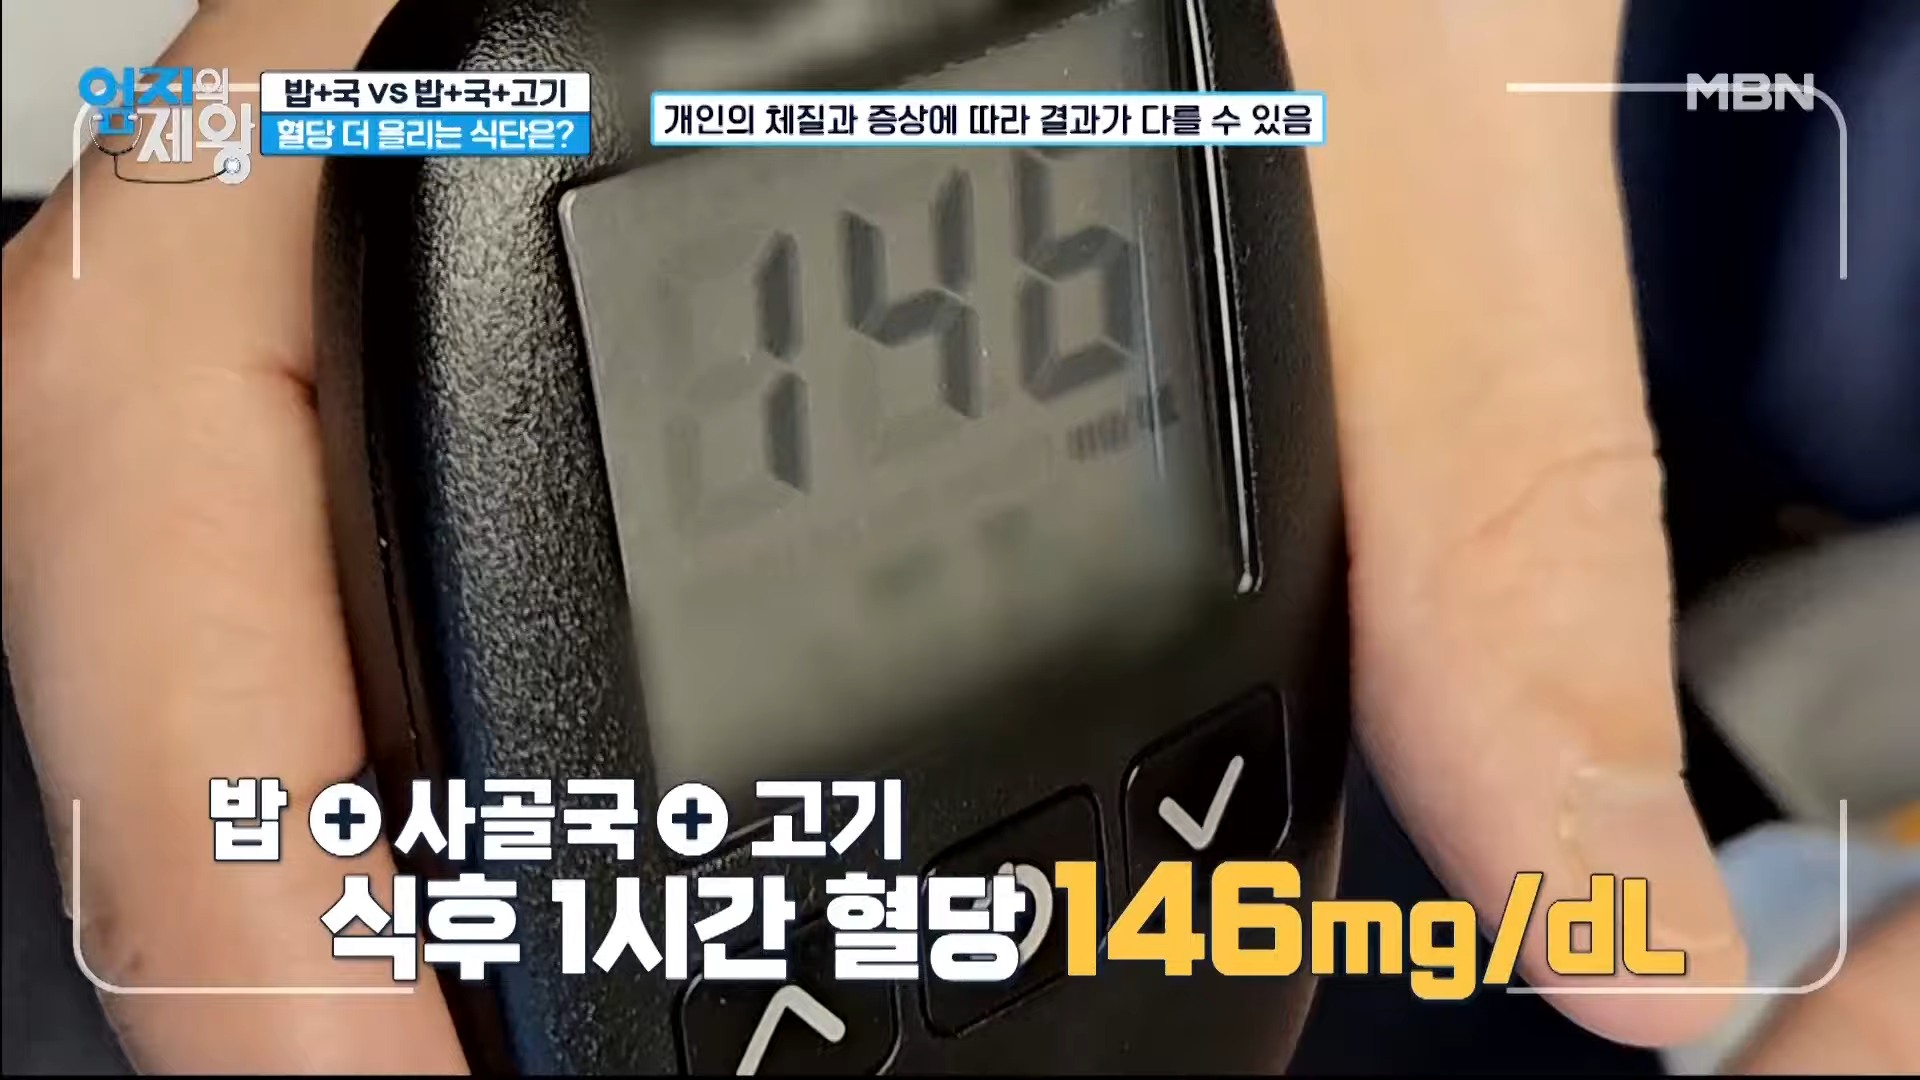 엄지의
제왕
밥+국 VS 밥+국+고기
혈당 더 올리는 식단은?
개인의 체질과 증상에 따라 결과가 다를 수 있음
MBN
146
밥 + 사골국 + 고기
식후 1시간 혈당 146mg/dL